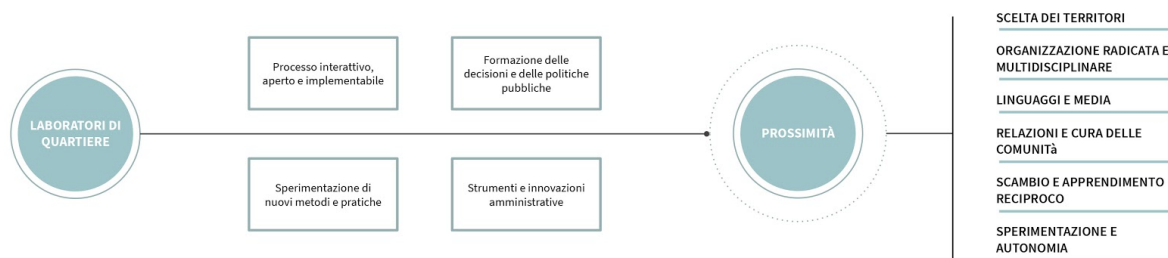 LABORATORI DI
QUARTIERE
Processo interattivo,
aperto e implementabile
Formazione delle
decisioni e delle politiche
pubbliche
Sperimentazione di
nuovi metodi e pratiche
Strumenti e innovazioni
amministrative
PROSSIMITÀ
SCELTA DEI TERRITORI
ORGANIZZAZIONE RADICATA E
MULTIDISCIPLINARE
LINGUAGGI E MEDIA
RELAZIONI E CURA DELLE
COMUNITà
SCAMBIO E APPRENDIMENTO
RECIPROCO
SPERIMENTAZIONE E
AUTONOMIA